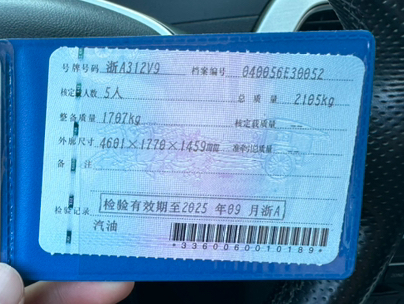 号牌号码 浙A312V9 档案编号 040056E30052
核定载人数 5人 总质量 2105kg
整备质量 1707kg 核定载质量 --
外廓尺寸 4601×1770×1459mm 准牵引总质量 --
备注
检验记录 检验有效期至2025年09月浙A
汽油
*3360060010189*